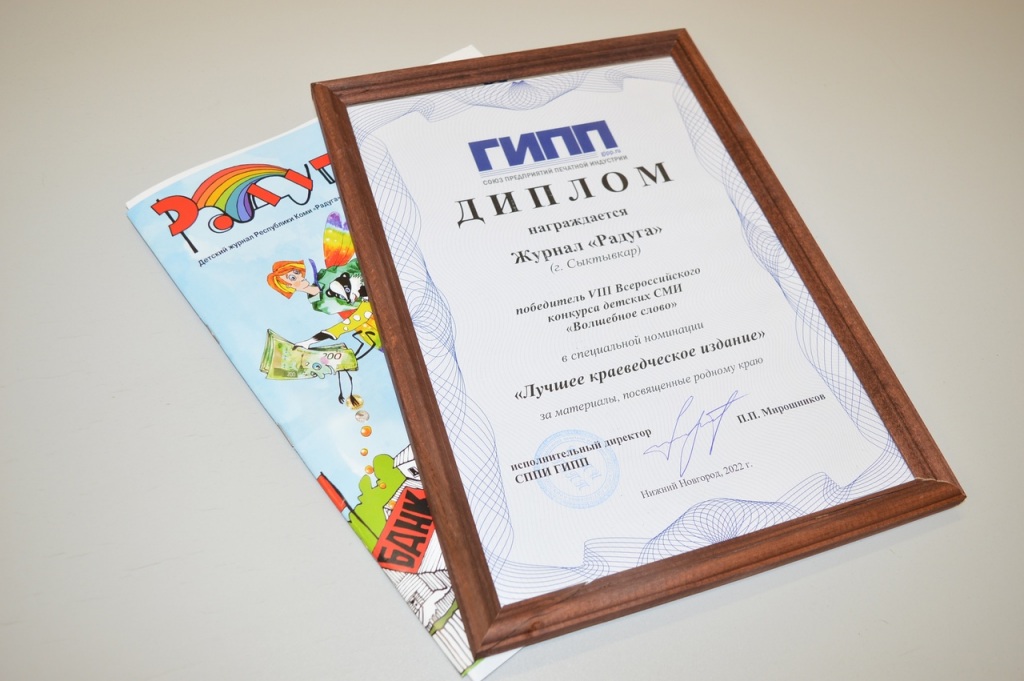 ГИПП
СОЮЗ ПРЕДПРИЯТИЙ ПЕЧАТНОЙ ИНДУСТРИИ
ДИПЛОМ
награждается
Журнал «Радуга»
(г. Сыктывкар)
победитель VIII Всероссийского
конкурса детских СМИ
«Волшебное слово»
в специальной номинации
«Лучшее краеведческое издание»
за материалы, посвященные родному краю
исполнительный директор
СППИ ГИПП
П.П. Мирошников
Нижний Новгород, 2022 г.
РАДУГ
Детский журнал Республики Коми «Радуга»
200
БАНК